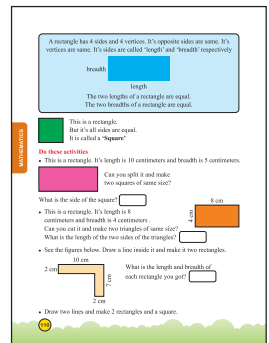 A rectangle has 4 sides and 4 vertices. It's opposite sides are same. It's
vertices are same. It's sides are called 'length' and 'breadth' respectively
breadth
length
The two lengths of a rectangle are equal.
The two breadths of a rectangle are equal.
This is a rectangle.
But it's all sides are equal.
It is called a 'Square'
MATHEMATICS
Do these activities
• This is a rectangle. It's length is 10 centimeters and breadth is 5 centimeters.
Can you split it and make
two squares of same size?
What is the side of the square?
• This is a rectangle. It's length is 8
centimeters and breadth is 4 centimeters .
Can you cut it and make two triangles of same size?
What is the length of the two sides of the triangles?
8 cm
4 cm
• See the figures below. Draw a line inside it and make it two rectangles.
10 cm
2 cm
7 cm
2 cm
What is the length and breadth of
each rectangle you got?
• Draw two lines and make 2 rectangles and a square.
110